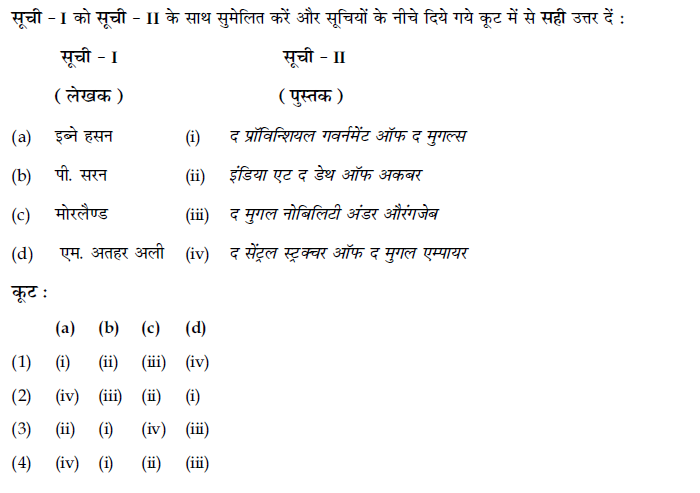 सूची - I को सूची - II के साथ सुमेलित करें और सूचियों के नीचे दिये गये कूट में से सही उत्तर दें :
सूची - I सूची - II
( लेखक ) ( पुस्तक )
(a) इब्ने हसन (i) द प्रॉविन्शियल गवर्नमेंट ऑफ द मुगल्स
(b) पी. सरन (ii) इंडिया एट द डेथ ऑफ अकबर
(c) मोरलैण्ड (iii) द मुगल नोबिलिटी अंडर औरंगजेब
(d) एम. अतहर अली (iv) द सेंट्रल स्ट्रक्चर ऑफ द मुगल एम्पायर
कूट :
(a) (b) (c) (d)
(1) (i) (ii) (iii) (iv)
(2) (iv) (iii) (ii) (i)
(3) (ii) (i) (iv) (iii)
(4) (iv) (i) (ii) (iii)